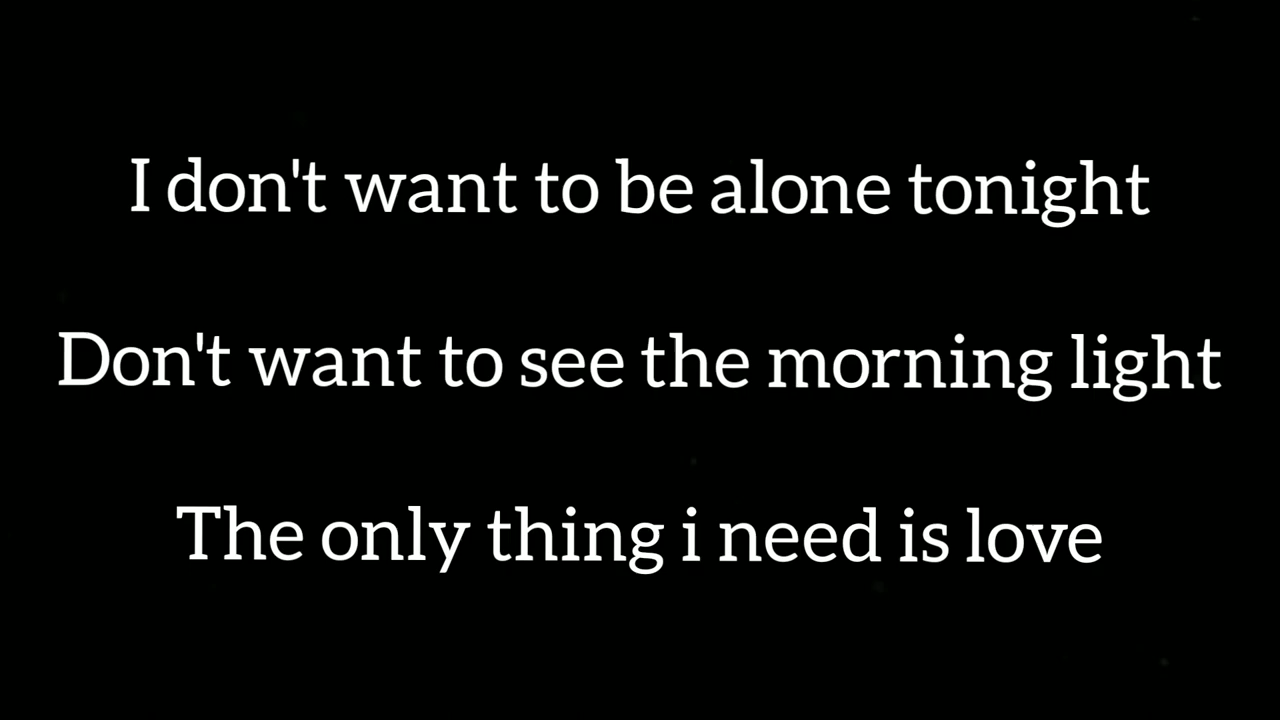 I don't want to be alone tonight
Don't want to see the morning light
The only thing i need is love